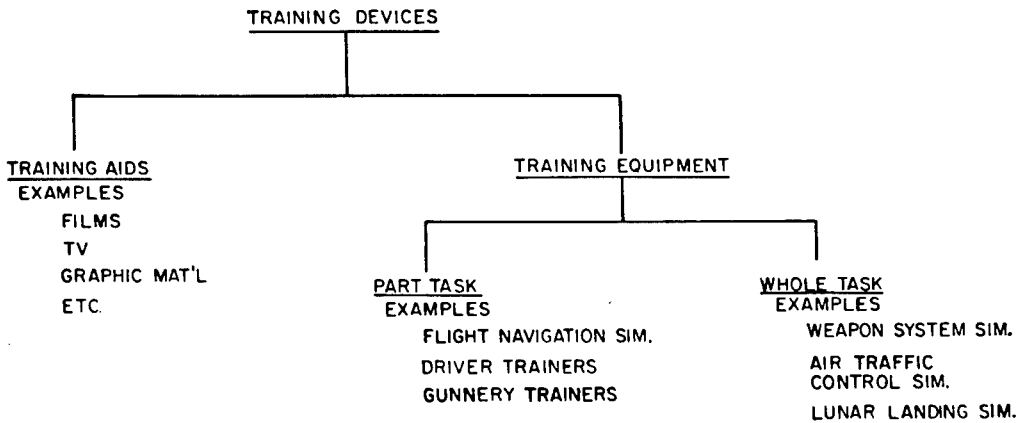 TRAINING DEVICES
TRAINING AIDS
EXAMPLES
FILMS
TV
GRAPHIC MAT'L
ETC.
TRAINING EQUIPMENT
PART TASK
EXAMPLES
FLIGHT NAVIGATION SIM.
DRIVER TRAINERS
GUNNERY TRAINERS
WHOLE TASK
EXAMPLES
WEAPON SYSTEM SIM.
AIR TRAFFIC
CONTROL SIM.
LUNAR LANDING SIM.